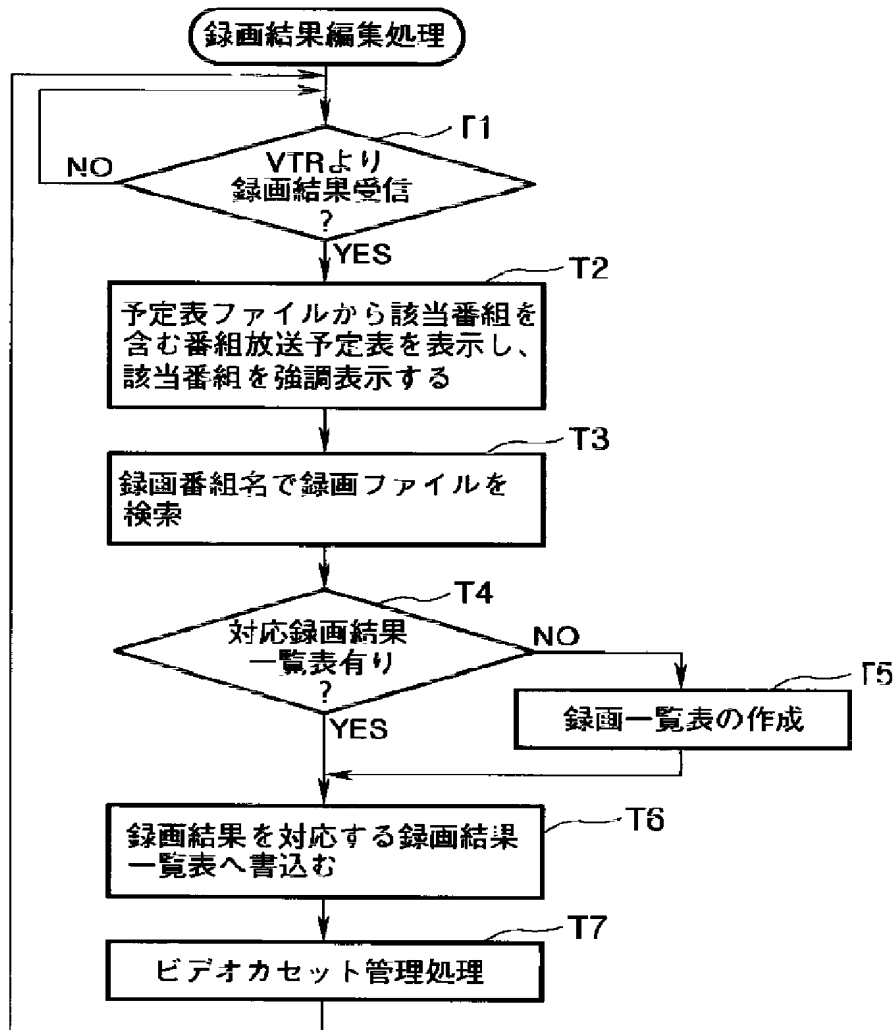 録画結果編集処理
T1
NO
VTRより
録画結果受信
?
YES
T2
予定表ファイルから該当番組を
含む番組放送予定表を表示し、
該当番組を強調表示する
T3
録画番組名で録画ファイルを
検索
T4
対応録画結果
一覧表有り
?
NO
YES
T5
録画一覧表の作成
T6
録画結果を対応する録画結果
一覧表へ書込む
T7
ビデオカセット管理処理